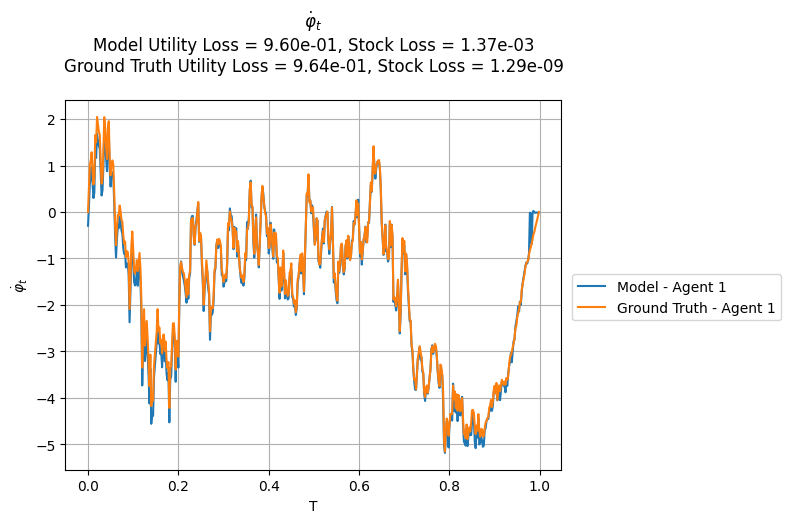 φ̇ₜ
Model Utility Loss = 9.60e-01, Stock Loss = 1.37e-03
Ground Truth Utility Loss = 9.64e-01, Stock Loss = 1.29e-09
2
1
0
−1
−2
−3
−4
−5
φ̇ₜ
0.0 0.2 0.4 0.6 0.8 1.0
T
Model - Agent 1
Ground Truth - Agent 1